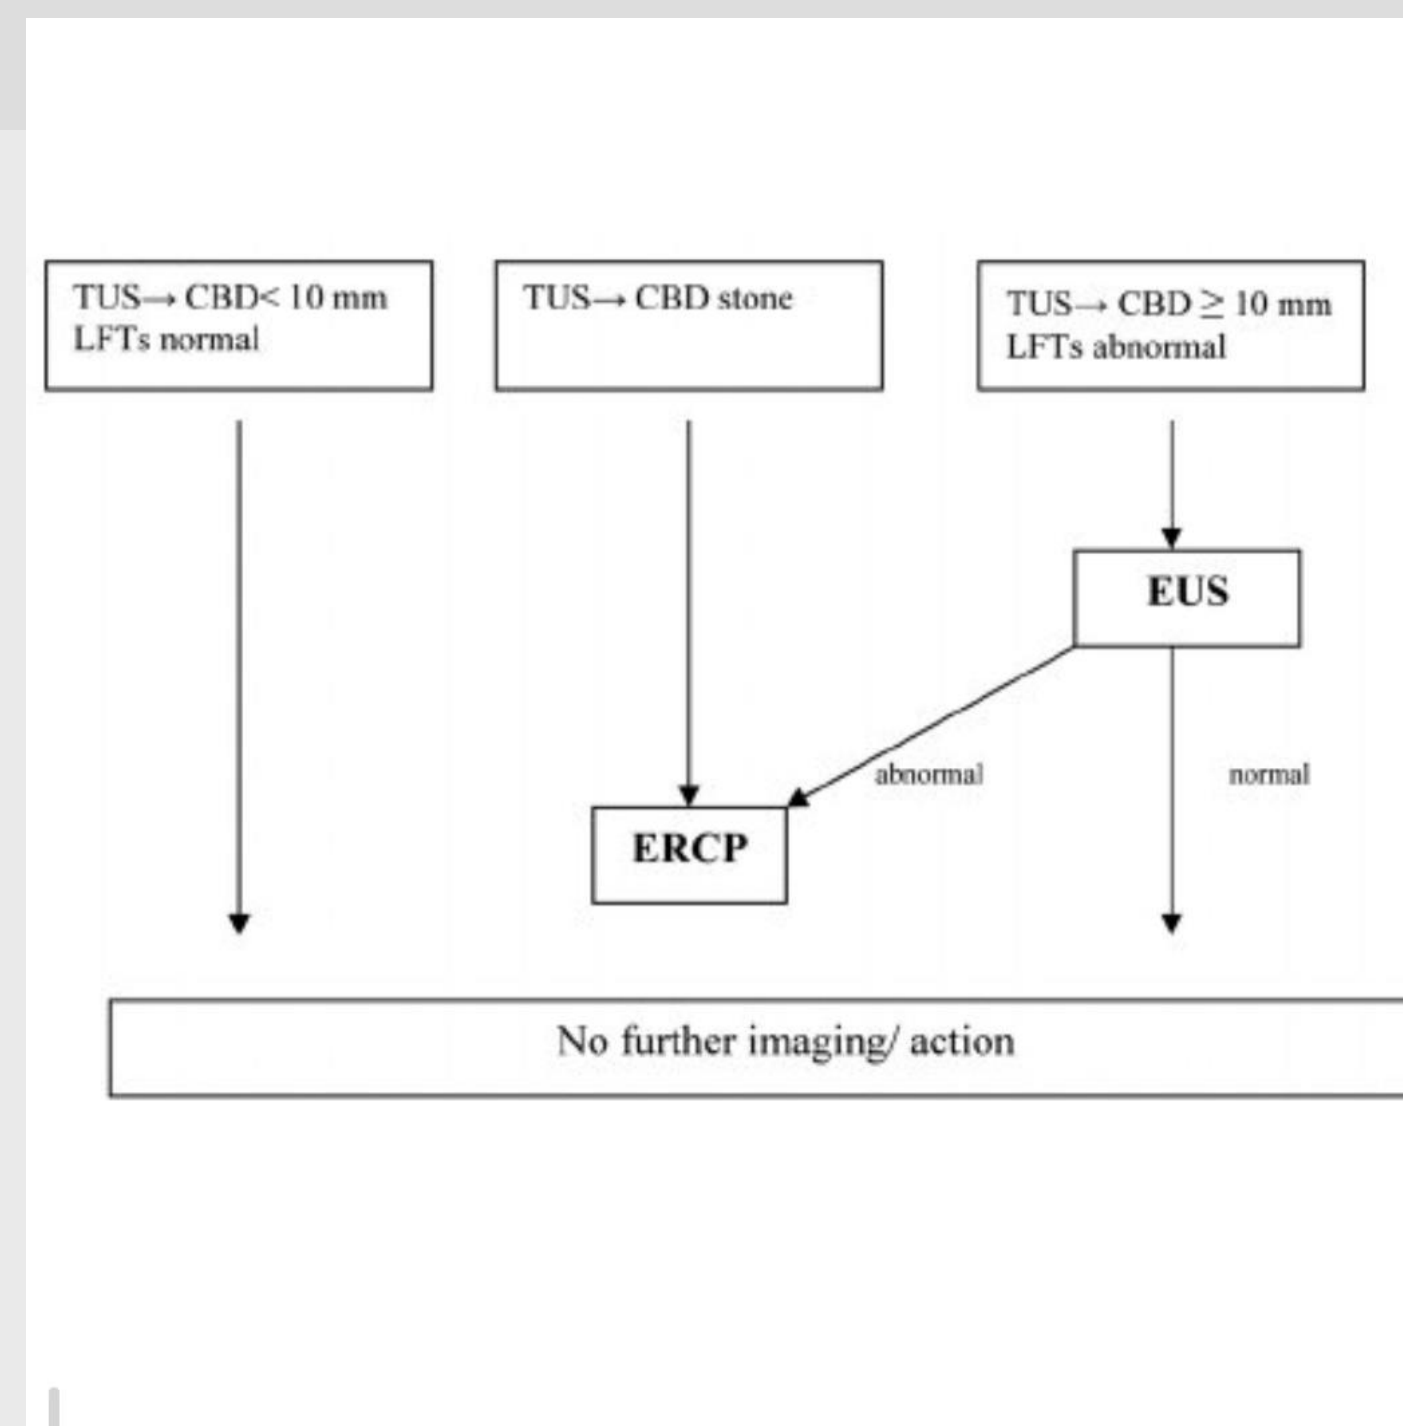 TUS→ CBD< 10 mm
LFTs normal
TUS→ CBD stone
TUS→ CBD ≥ 10 mm
LFTs abnormal
EUS
abnormal
normal
ERCP
No further imaging/ action